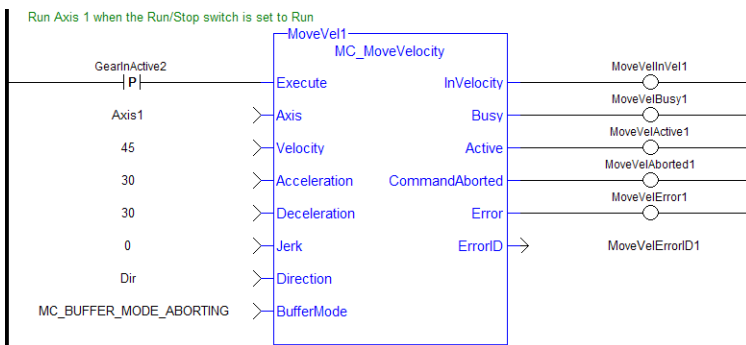 Run Axis 1 when the Run/Stop switch is set to Run
MoveVel1
MC_MoveVelocity
GearInActive2
P
Execute
InVelocity
MoveVelInVel1
Axis1
Axis
Busy
MoveVelBusy1
45
Velocity
Active
MoveVelActive1
30
Acceleration
CommandAborted
MoveVelAborted1
30
Deceleration
Error
MoveVelError1
0
Jerk
ErrorID
MoveVelErrorID1
Dir
Direction
MC_BUFFER_MODE_ABORTING
BufferMode